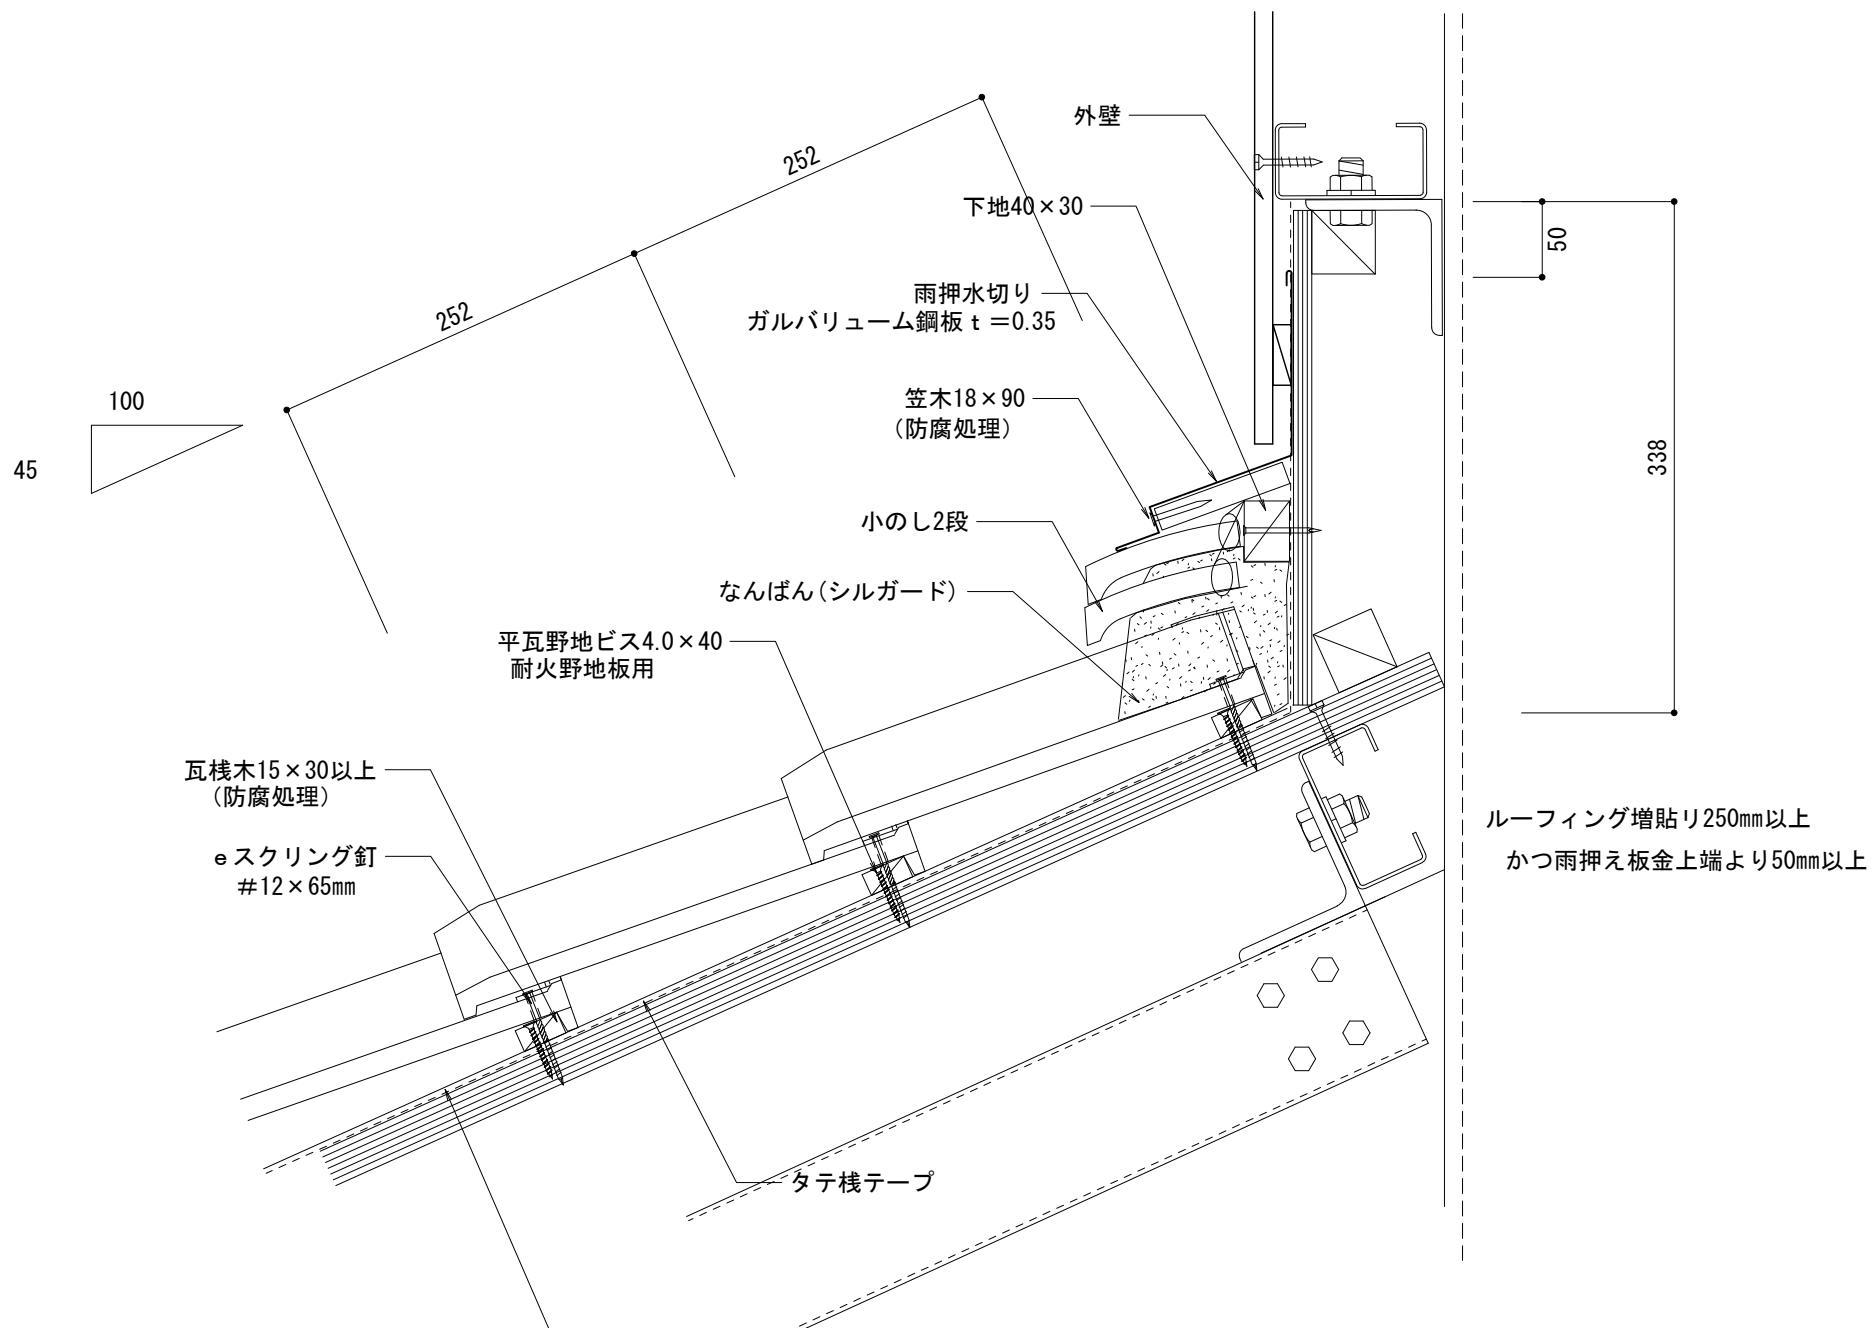 外壁
252
下地40×30
50
雨押水切り
ガルバリューム鋼板ｔ＝0.35
252
100
笠木18×90
（防腐処理）
45
338
小のし2段
なんばん（シルガード）
平瓦野地ビス4.0×40
耐火野地板用
瓦桟木15×30以上
（防腐処理）
ｅスクリング釘
＃12×65mm
ルーフィング増貼リ250mm以上
かつ雨押え板金上端より50mm以上
タテ桟テープ